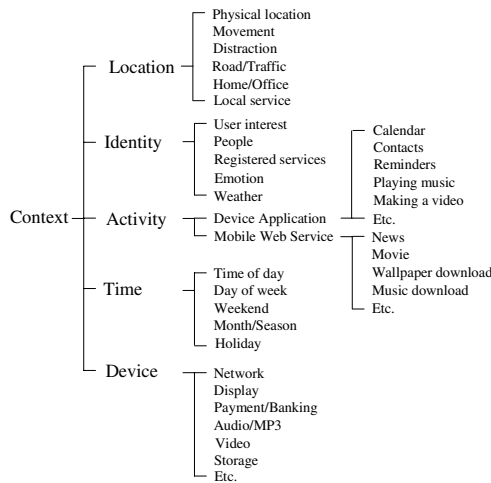 Context
Location
Physical location
Movement
Distraction
Road/Traffic
Home/Office
Local service
Identity
User interest
People
Registered services
Emotion
Weather
Activity
Device Application
Calendar
Contacts
Reminders
Playing music
Making a video
Etc.
Mobile Web Service
News
Movie
Wallpaper download
Music download
Etc.
Time
Time of day
Day of week
Weekend
Month/Season
Holiday
Device
Network
Display
Payment/Banking
Audio/MP3
Video
Storage
Etc.